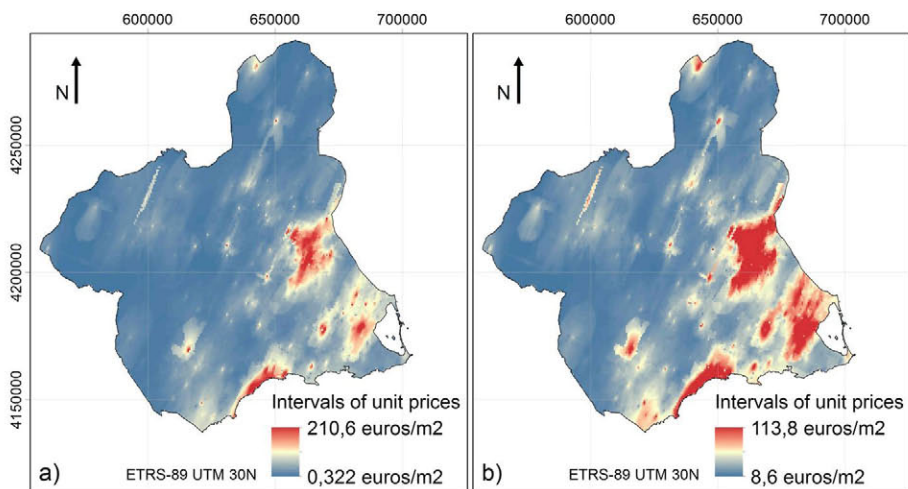 600000 650000 700000 600000 650000 700000
N N
4250000
4200000
4150000
Intervals of unit prices
210,6 euros/m2
0,322 euros/m2
a) ETRS-89 UTM 30N
Intervals of unit prices
113,8 euros/m2
8,6 euros/m2
b) ETRS-89 UTM 30N